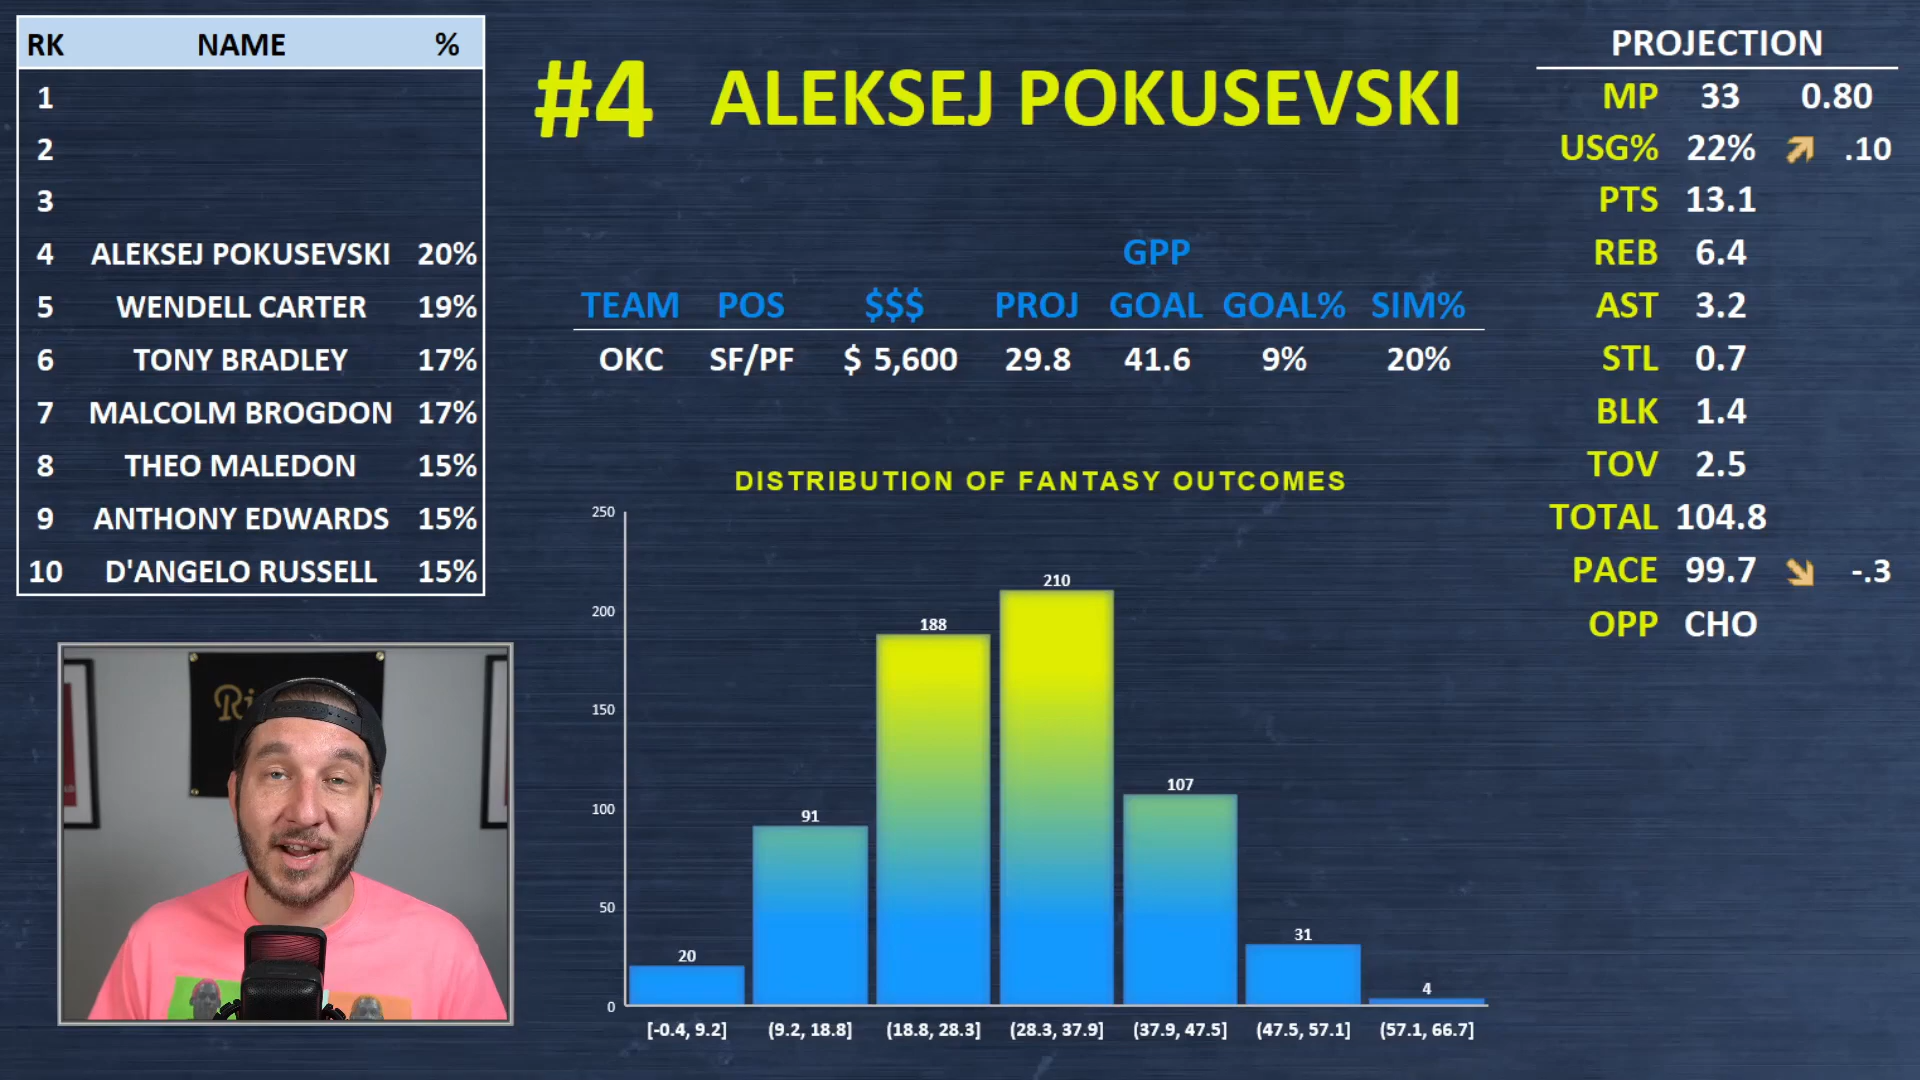 RK NAME %
1
2
3
4 ALEKSEJ POKUSEVSKI 20%
5 WENDELL CARTER 19%
6 TONY BRADLEY 17%
7 MALCOLM BROGDON 17%
8 THEO MALEDON 15%
9 ANTHONY EDWARDS 15%
10 D'ANGELO RUSSELL 15%
#4 ALEKSEJ POKUSEVSKI
GPP
TEAM POS $$$ PROJ GOAL GOAL% SIM%
OKC SF/PF $ 5,600 29.8 41.6 9% 20%
DISTRIBUTION OF FANTASY OUTCOMES
250
200
150
100
50
0
20
91
188
210
107
31
4
[-0.4, 9.2] (9.2, 18.8] (18.8, 28.3] (28.3, 37.9] (37.9, 47.5] (47.5, 57.1] (57.1, 66.7]
PROJECTION
MP 33 0.80
USG% 22% .10
PTS 13.1
REB 6.4
AST 3.2
STL 0.7
BLK 1.4
TOV 2.5
TOTAL 104.8
PACE 99.7 -.3
OPP CHO